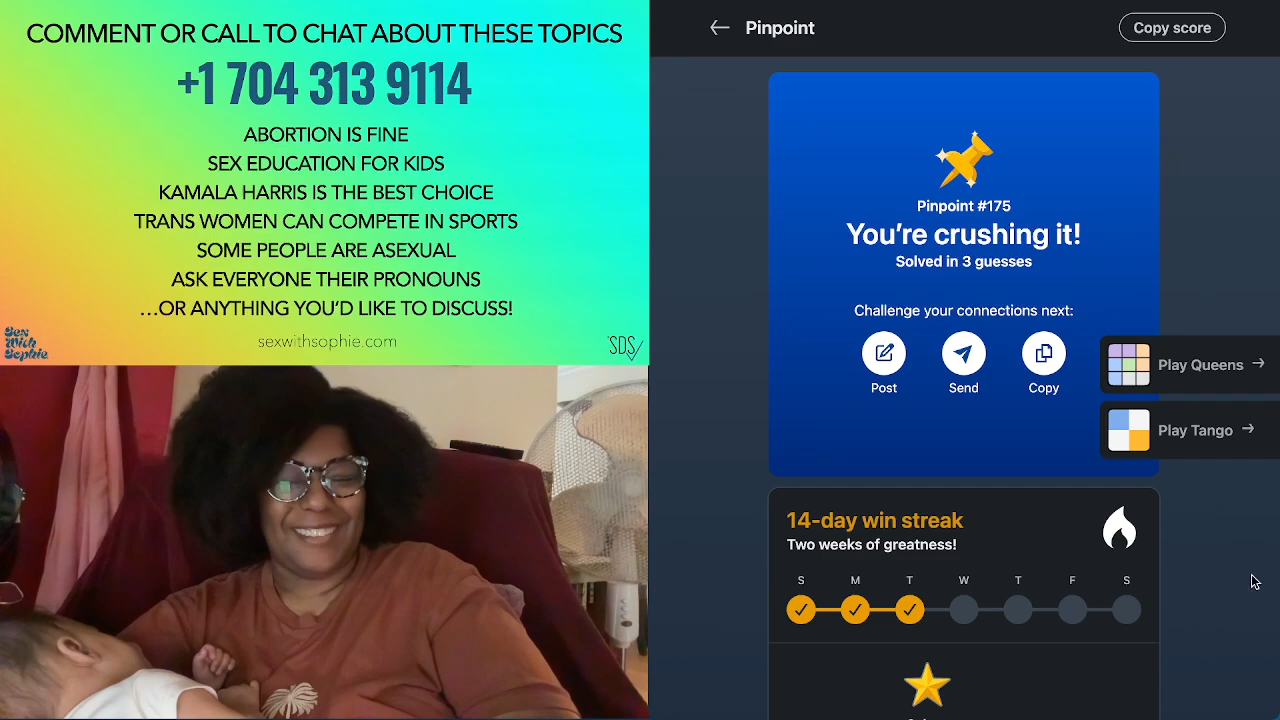 COMMENT OR CALL TO CHAT ABOUT THESE TOPICS
+1 704 313 9114
ABORTION IS FINE
SEX EDUCATION FOR KIDS
KAMALA HARRIS IS THE BEST CHOICE
TRANS WOMEN CAN COMPETE IN SPORTS
SOME PEOPLE ARE ASEXUAL
ASK EVERYONE THEIR PRONOUNS
...OR ANYTHING YOU'D LIKE TO DISCUSS!
sexwithsophie.com
Sex
With
Sophie
SDS
Pinpoint
Copy score
Pinpoint #175
You're crushing it!
Solved in 3 guesses
Challenge your connections next:
Post
Send
Copy
Play Queens
Play Tango
14-day win streak
Two weeks of greatness!
S M T W T F S